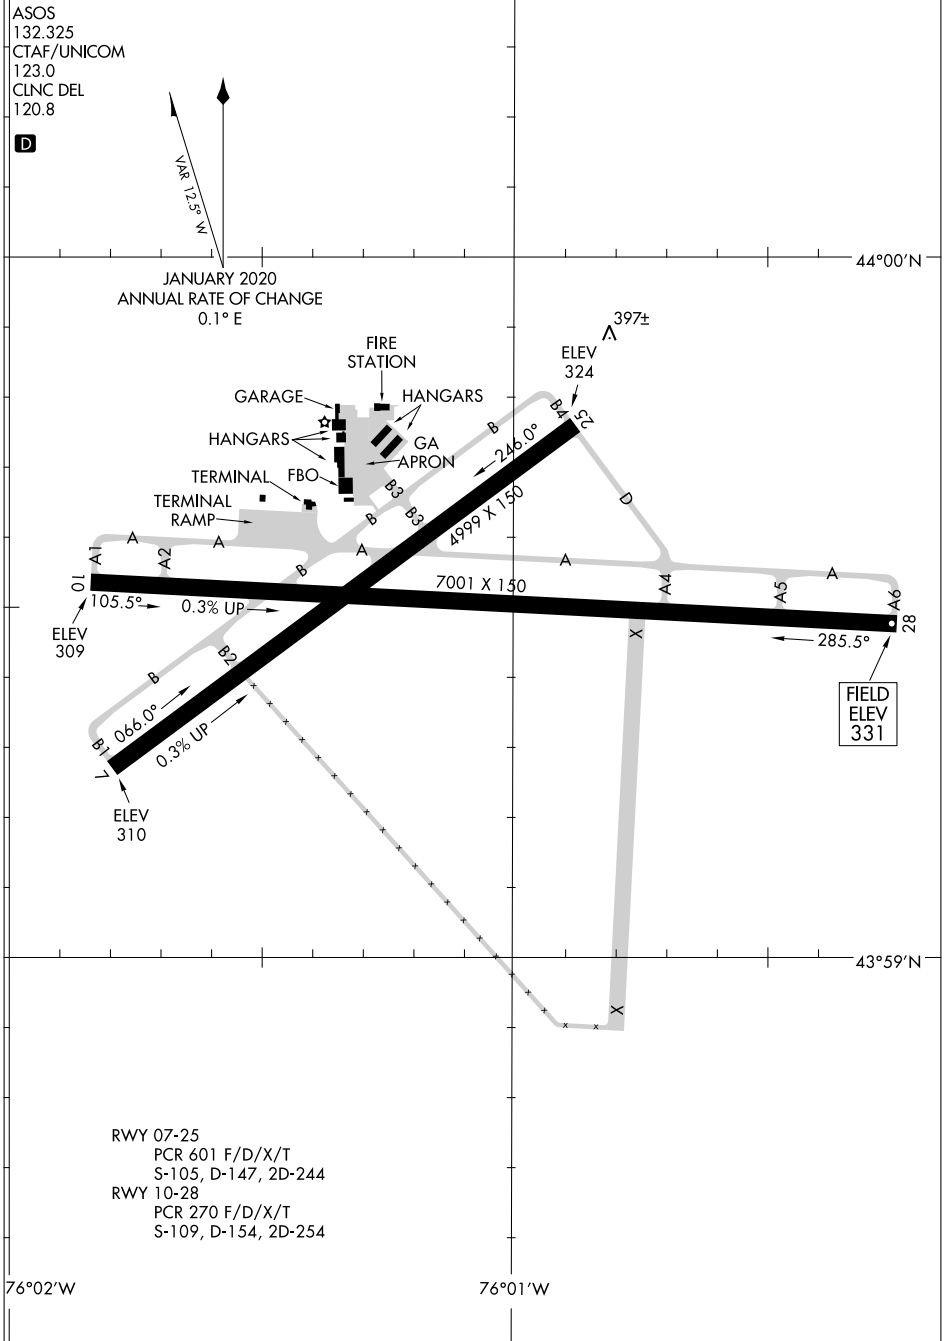 ASOS
132.325
CTAF/UNICOM
123.0
CLNC DEL
120.8
D
VAR 12.5° W
JANUARY 2020
ANNUAL RATE OF CHANGE
0.1° E
44°00'N
397±
FIRE
STATION
ELEV
324
GARAGE
HANGARS
HANGARS
GA
APRON
TERMINAL
FBO
TERMINAL
RAMP
B4
25
B
246.0°
4999 X 150
B3
B3
B
D
A1
A
A2
A
A
B
A
A4
A5
A
A6
10
105.5°
0.3% UP
7001 X 150
28
285.5°
ELEV
309
X
B2
B
066.0°
0.3% UP
B1
7
ELEV
310
FIELD
ELEV
331
43°59'N
X
RWY 07-25
PCR 601 F/D/X/T
S-105, D-147, 2D-244
RWY 10-28
PCR 270 F/D/X/T
S-109, D-154, 2D-254
76°02'W
76°01'W